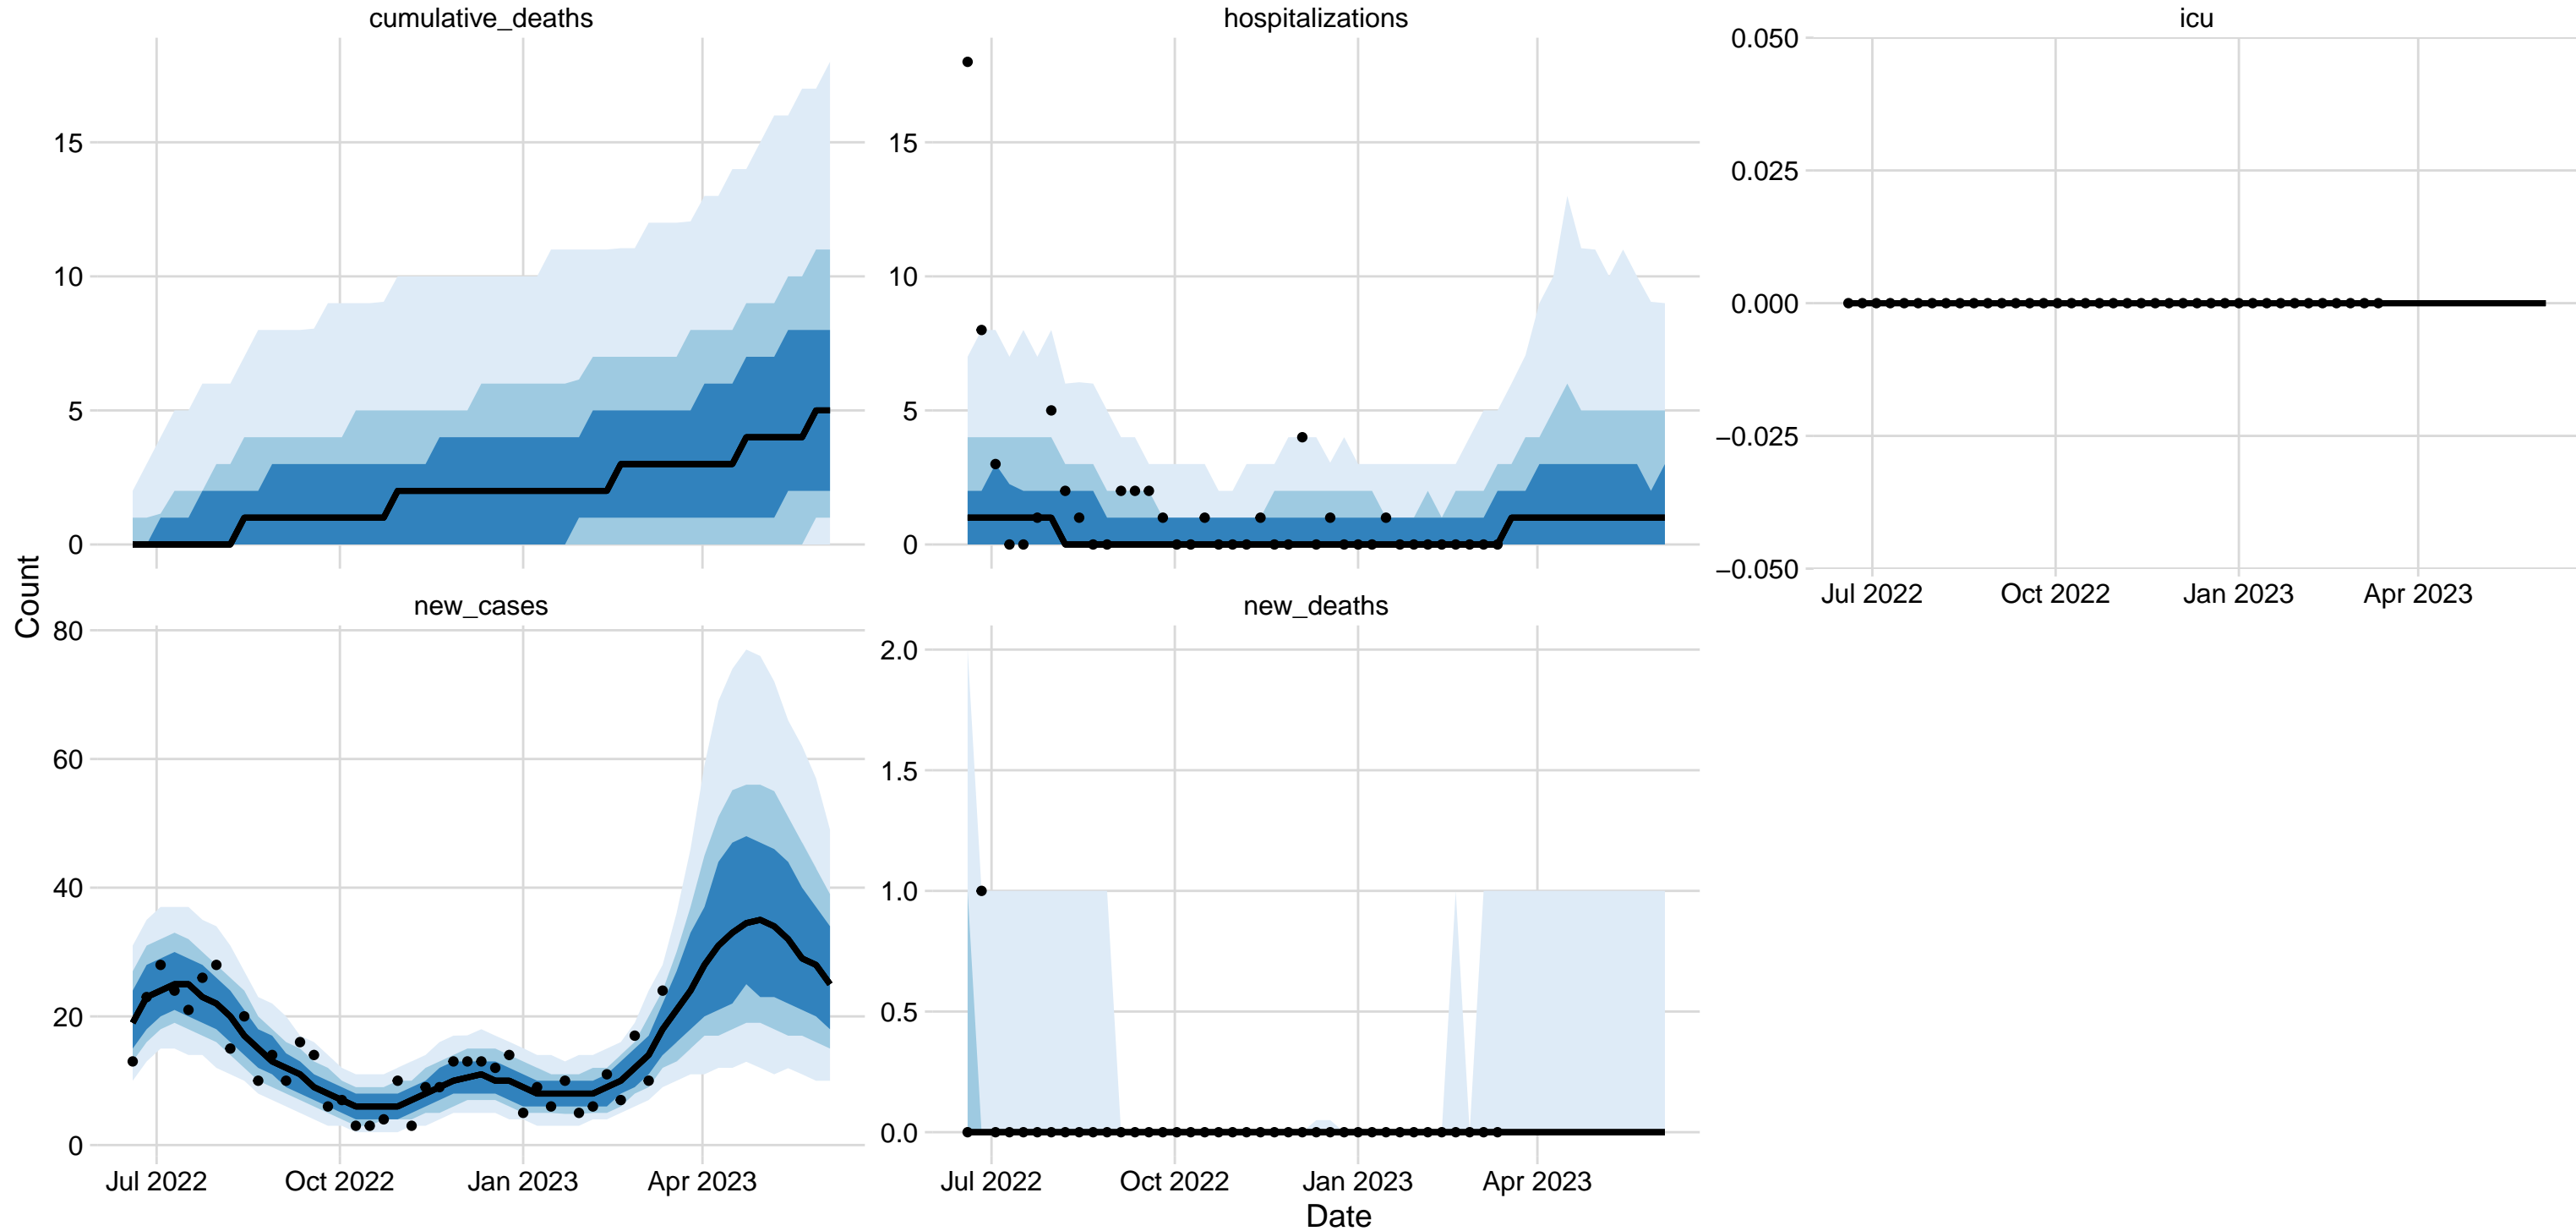 cumulative_deaths
hospitalizations
icu
15
10
5
0
15
10
5
0
0.050
0.025
0.000
−0.025
−0.050
Jul 2022 Oct 2022 Jan 2023 Apr 2023
Count
new_cases
new_deaths
80
60
40
20
0
2.0
1.5
1.0
0.5
0.0
Jul 2022 Oct 2022 Jan 2023 Apr 2023
Jul 2022 Oct 2022 Jan 2023 Apr 2023
Date